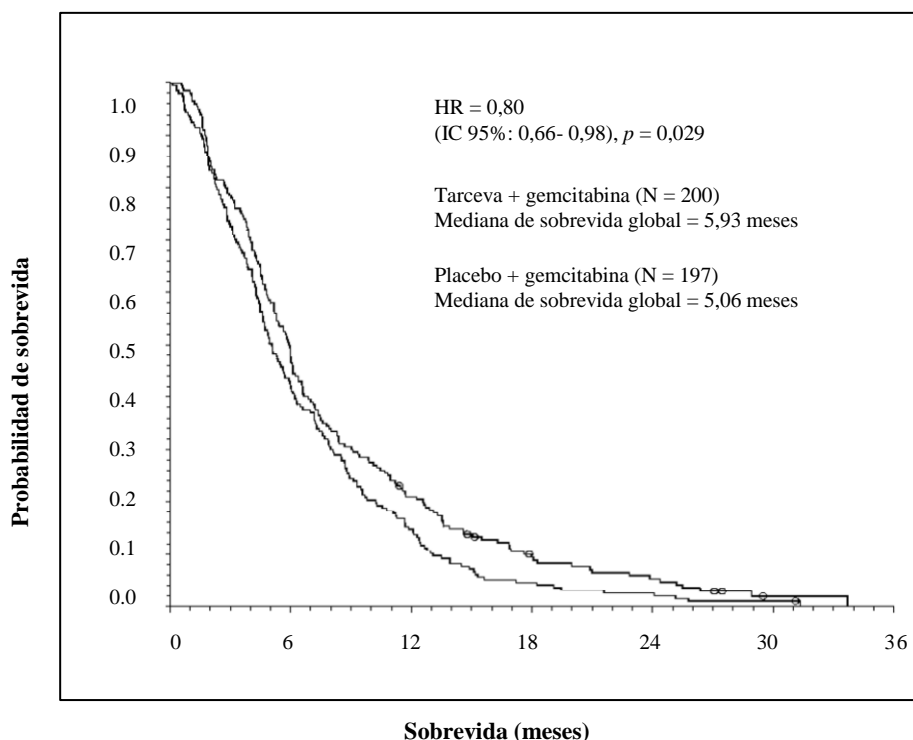 HR = 0,80
(IC 95%: 0,66- 0,98), p = 0,029
Tarceva + gemcitabina (N = 200)
Mediana de sobrevida global = 5,93 meses
Placebo + gemcitabina (N = 197)
Mediana de sobrevida global = 5,06 meses
Probabilidad de sobrevida
1.0
0.9
0.8
0.7
0.6
0.5
0.4
0.3
0.2
0.1
0.0
0 6 12 18 24 30 36
Sobrevida (meses)